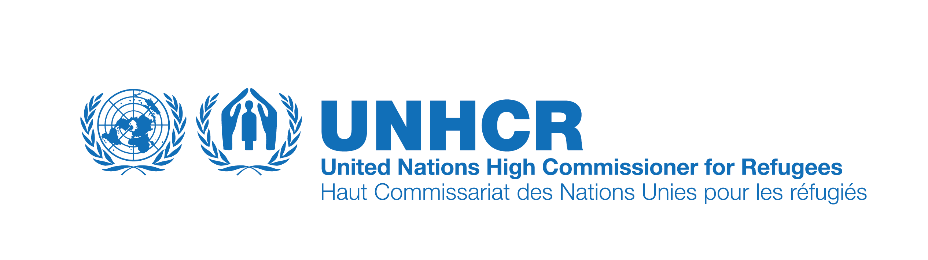 UNHCR
United Nations High Commissioner for Refugees
Haut Commissariat des Nations Unies pour les réfugiés